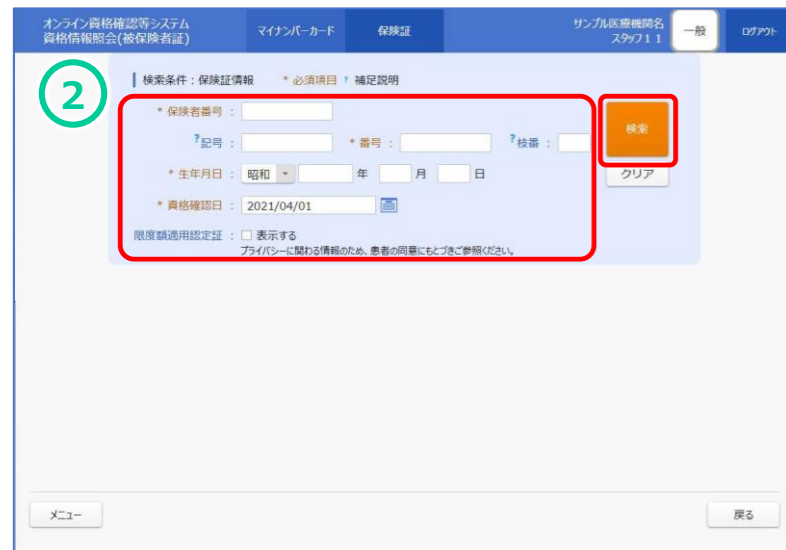 オンライン資格確認等システム
資格情報照会(被保険者証)
マイナンバーカード
保険証
サンプル医療機関名
スタッフ11
一般
ログアウト
②
検索条件：保険証情報 * 必須項目 ? 補足説明
* 保険者番号 :
?記号 : * 番号 : ?枝番 :
検索
* 生年月日 : 昭和 年 月 日
クリア
* 資格確認日 : 2021/04/01
限度額適用認定証 : 表示する
プライバシーに関わる情報のため、患者の同意にもとづきご参照ください。
メニュー
戻る